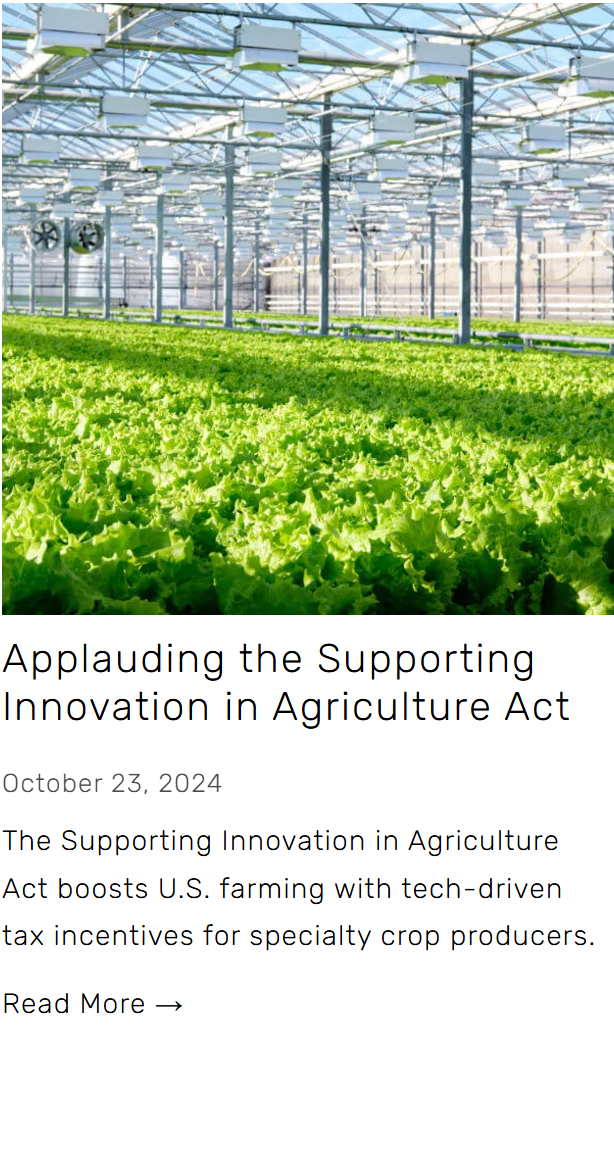 Applauding the Supporting
Innovation in Agriculture Act
October 23, 2024
The Supporting Innovation in Agriculture
Act boosts U.S. farming with tech-driven
tax incentives for specialty crop producers.
Read More →